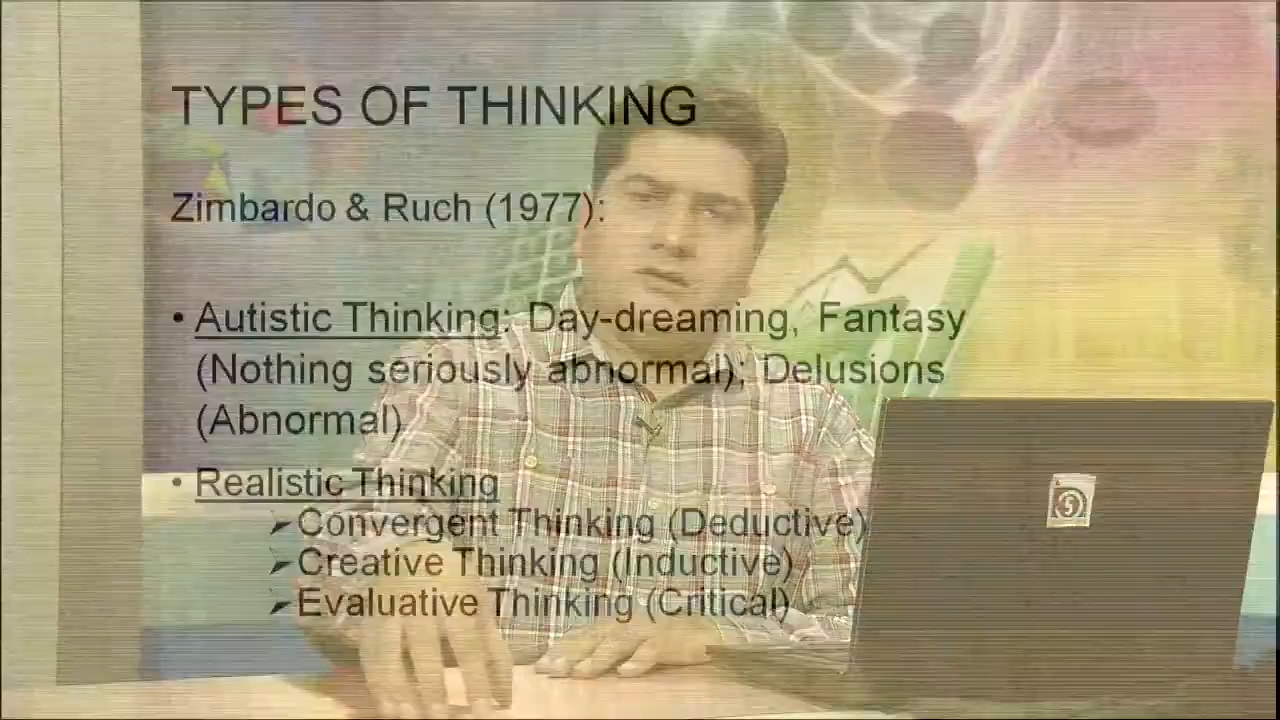 TYPES OF THINKING
Zimbardo & Ruch (1977):
• Autistic Thinking: Day-dreaming, Fantasy
(Nothing seriously abnormal); Delusions
(Abnormal)
• Realistic Thinking
➢Convergent Thinking (Deductive)
➢Creative Thinking (Inductive)
➢Evaluative Thinking (Critical)